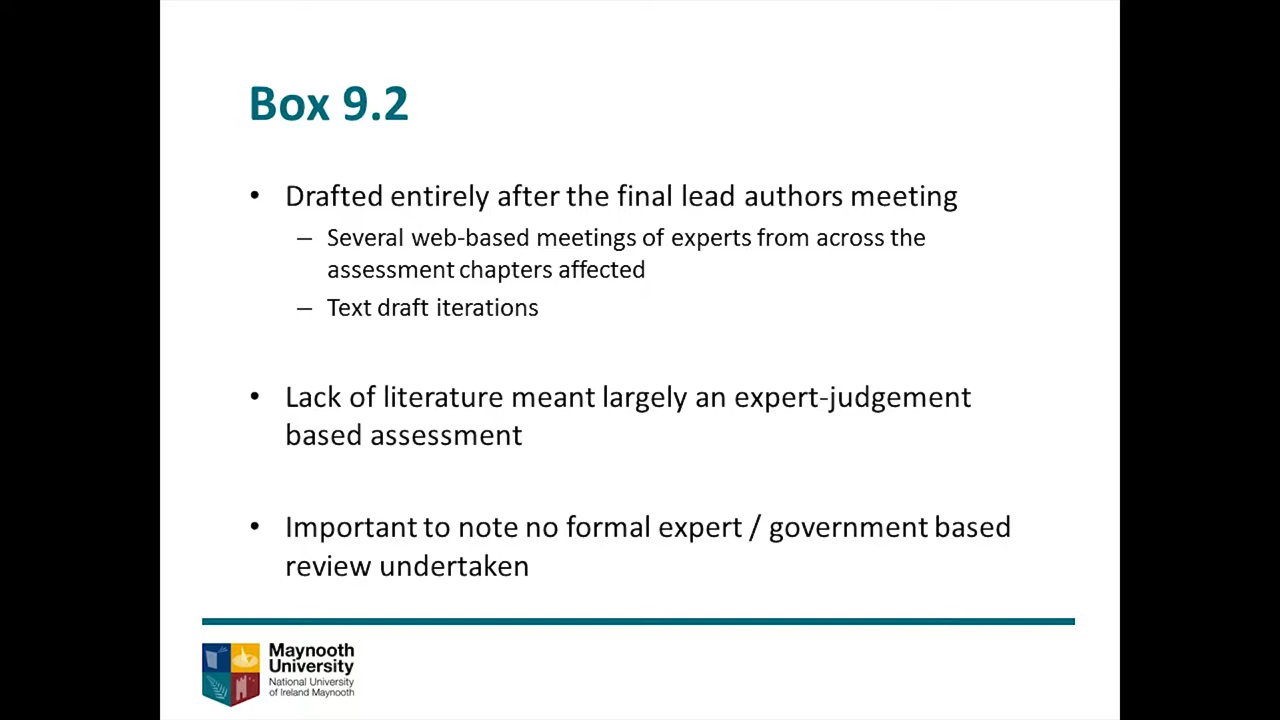 Box 9.2
• Drafted entirely after the final lead authors meeting
– Several web-based meetings of experts from across the
assessment chapters affected
– Text draft iterations
• Lack of literature meant largely an expert-judgement
based assessment
• Important to note no formal expert / government based
review undertaken
Maynooth
University
National University
of Ireland Maynooth